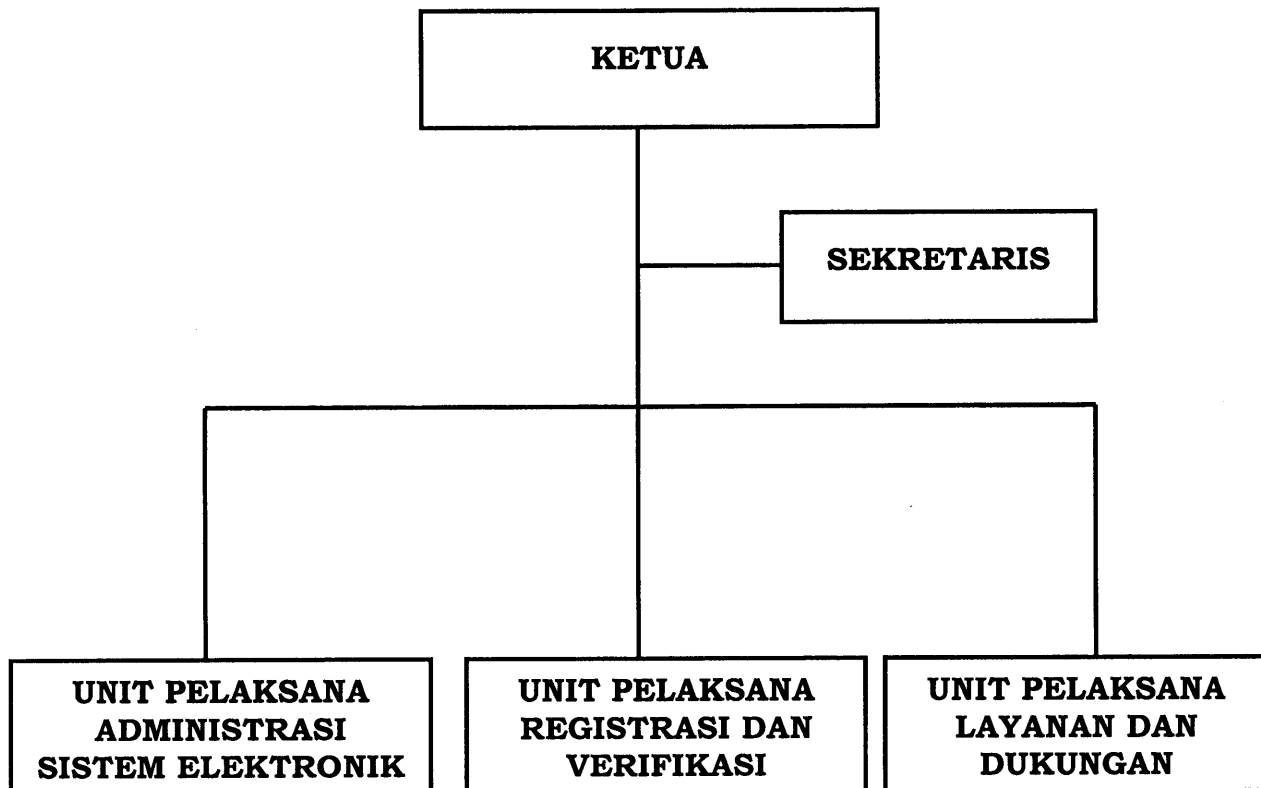 KETUA
SEKRETARIS
UNIT PELAKSANA
ADMINISTRASI
SISTEM ELEKTRONIK
UNIT PELAKSANA
REGISTRASI DAN
VERIFIKASI
UNIT PELAKSANA
LAYANAN DAN
DUKUNGAN